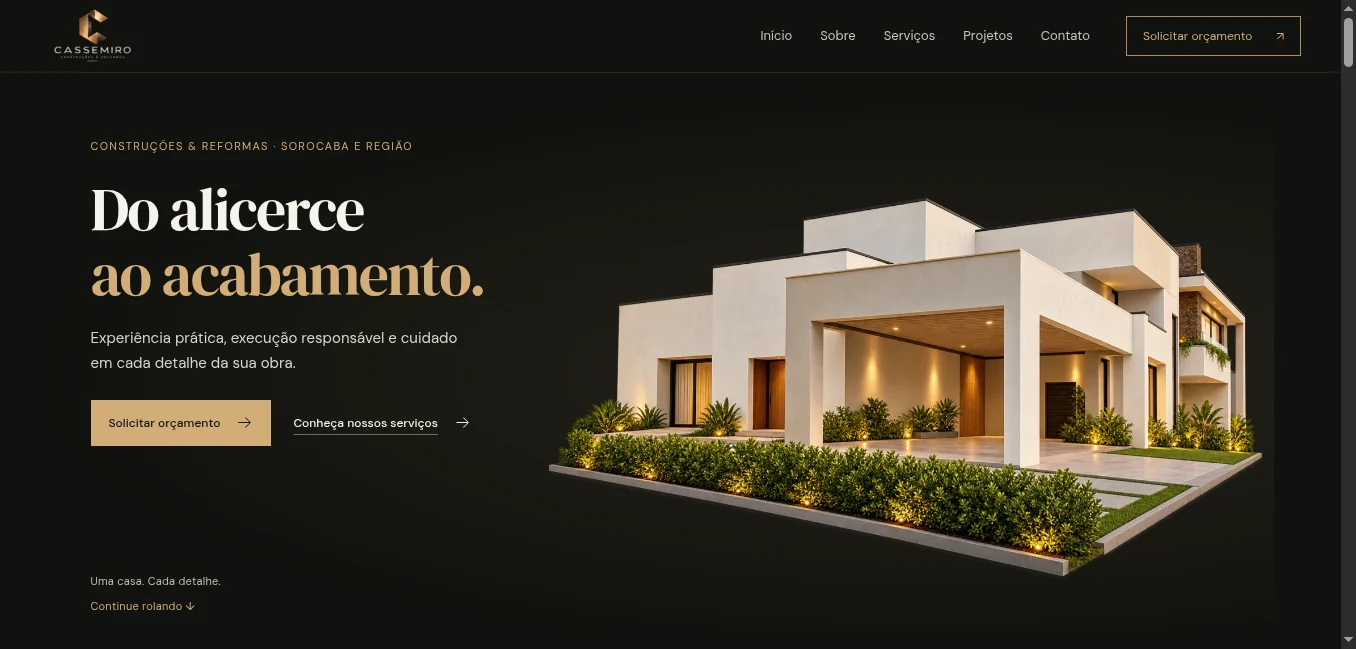 CASSEMIRO
Início
Sobre
Serviços
Projetos
Contato
Solicitar orçamento
CONSTRUÇÕES & REFORMAS · SOROCABA E REGIÃO
Do alicerce
ao acabamento.
Experiência prática, execução responsável e cuidado
em cada detalhe da sua obra.
Solicitar orçamento
Conheça nossos serviços
Uma casa. Cada detalhe.
Continue rolando ↓